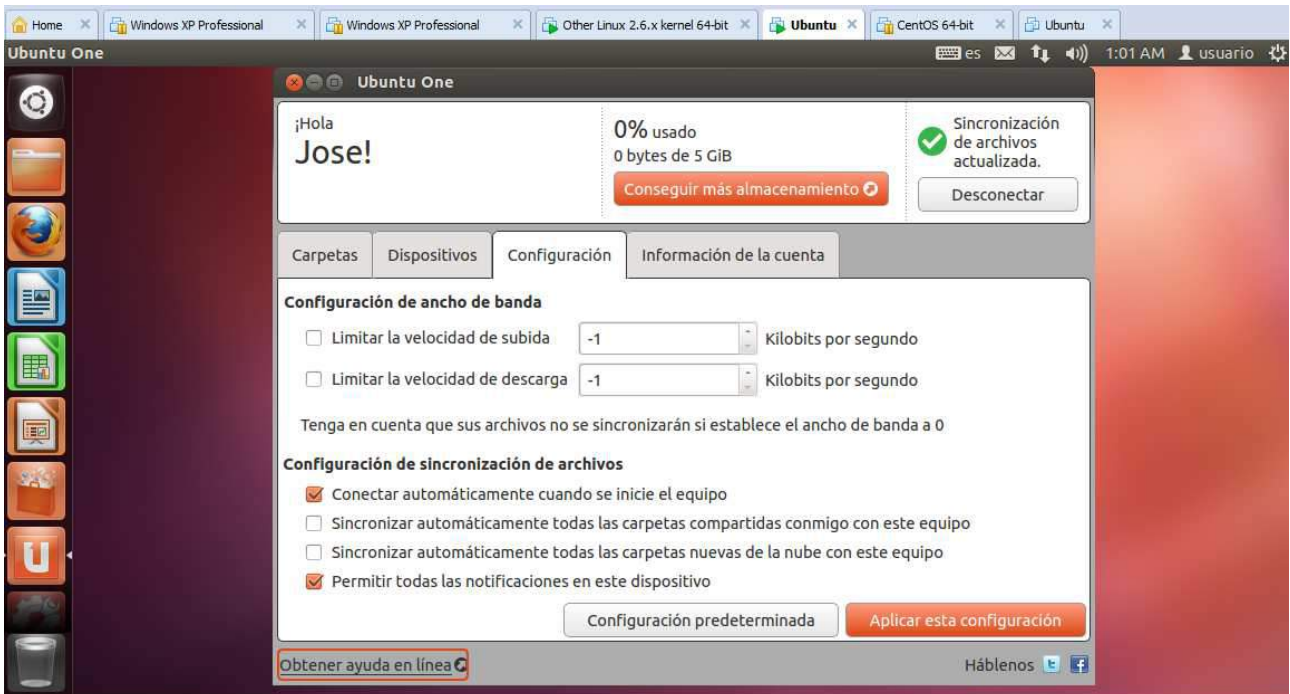 Home Windows XP Professional Windows XP Professional Other Linux 2.6.x kernel 64-bit Ubuntu CentOS 64-bit Ubuntu
Ubuntu One es 1:01 AM usuario
Ubuntu One
¡Hola
Jose!
0% usado
0 bytes de 5 GiB
Conseguir más almacenamiento
Sincronización
de archivos
actualizada.
Desconectar
Carpetas Dispositivos Configuración Información de la cuenta
Configuración de ancho de banda
Limitar la velocidad de subida -1 Kilobits por segundo
Limitar la velocidad de descarga -1 Kilobits por segundo
Tenga en cuenta que sus archivos no se sincronizarán si establece el ancho de banda a 0
Configuración de sincronización de archivos
Conectar automáticamente cuando se inicie el equipo
Sincronizar automáticamente todas las carpetas compartidas conmigo con este equipo
Sincronizar automáticamente todas las carpetas nuevas de la nube con este equipo
Permitir todas las notificaciones en este dispositivo
Configuración predeterminada Aplicar esta configuración
Obtener ayuda en línea Háblenos